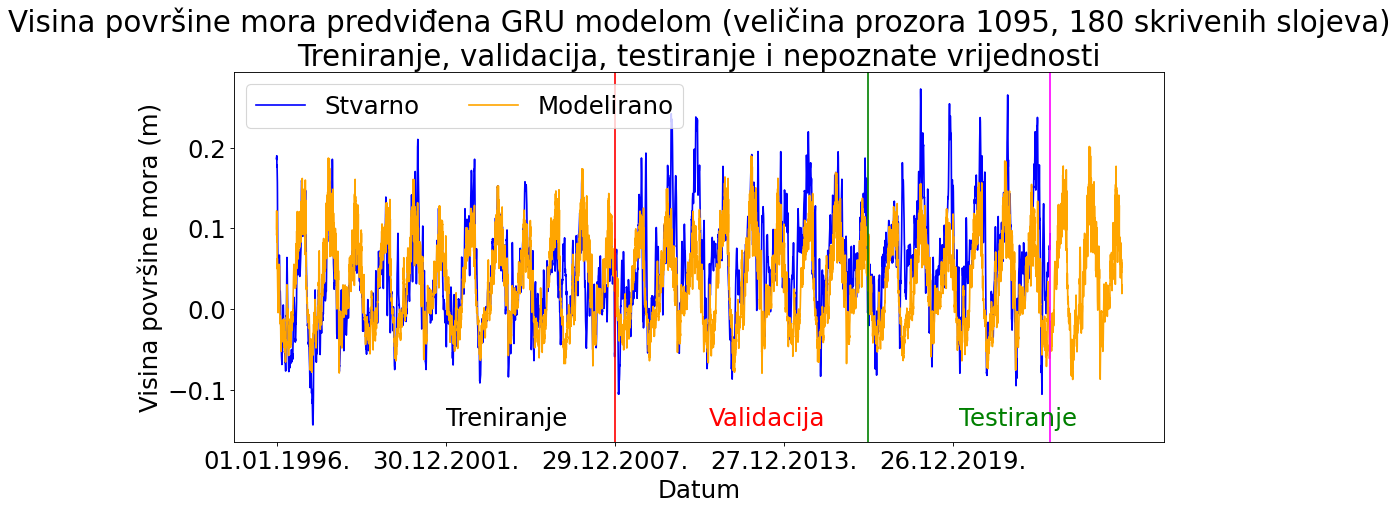 Visina površine mora predviđena GRU modelom (veličina prozora 1095, 180 skrivenih slojeva)
Treniranje, validacija, testiranje i nepoznate vrijednosti
Stvarno
Modelirano
Visina površine mora (m)
0.2
0.1
0.0
−0.1
Treniranje
Validacija
Testiranje
01.01.1996.
30.12.2001.
29.12.2007.
27.12.2013.
26.12.2019.
Datum